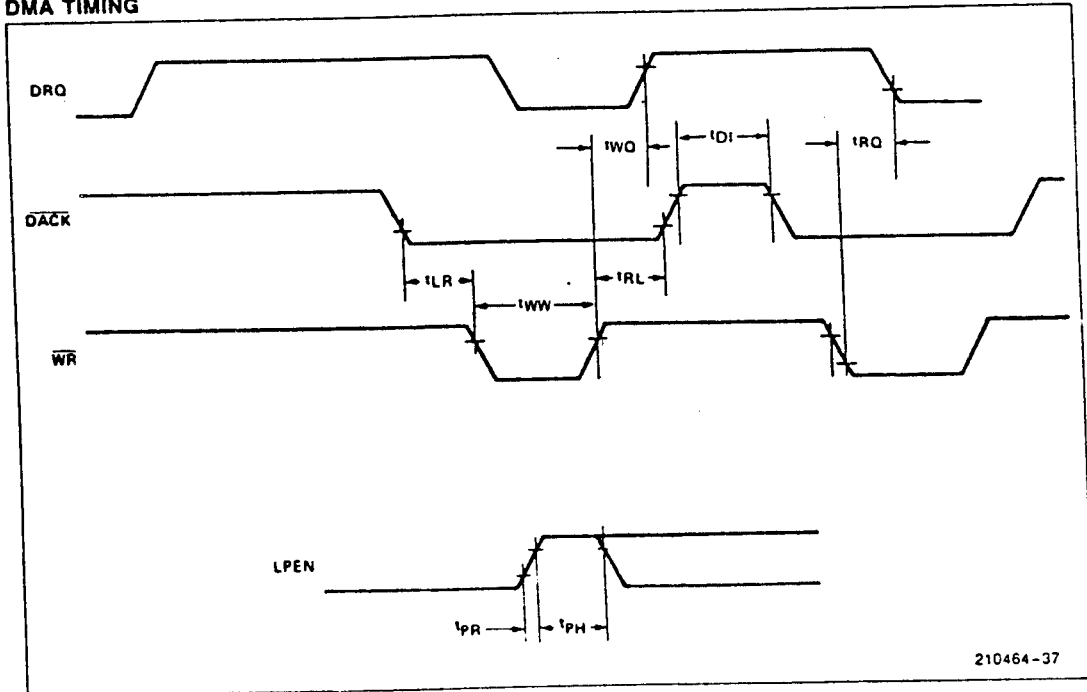 DMA TIMING
DRQ
tWQ
tDI
tRQ
DACK
tLR
tRL
tWW
WR
LPEN
tPR
tPH
210464-37